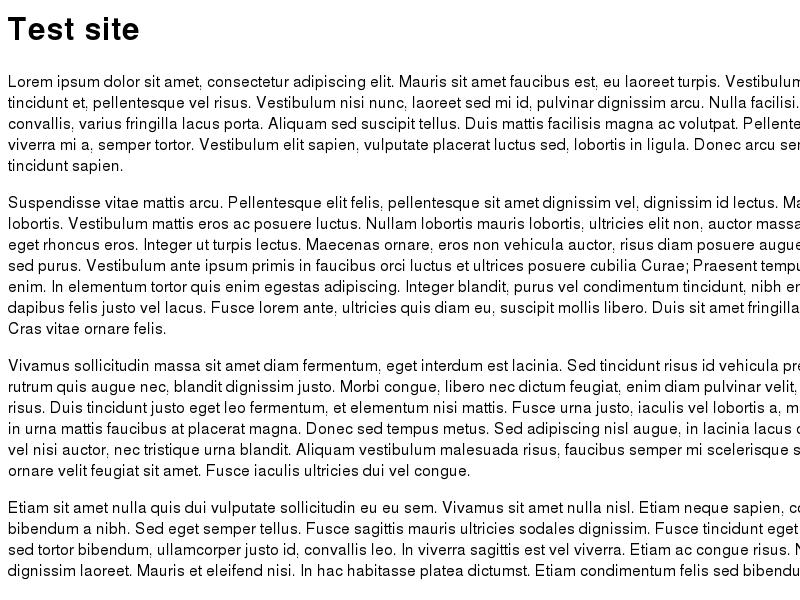 Test site
Lorem ipsum dolor sit amet, consectetur adipiscing elit. Mauris sit amet faucibus est, eu laoreet turpis. Vestibulum
tincidunt et, pellentesque vel risus. Vestibulum nisi nunc, laoreet sed mi id, pulvinar dignissim arcu. Nulla facilisi.
convallis, varius fringilla lacus porta. Aliquam sed suscipit tellus. Duis mattis facilisis magna ac volutpat. Pellente
viverra mi a, semper tortor. Vestibulum elit sapien, vulputate placerat luctus sed, lobortis in ligula. Donec arcu se
tincidunt sapien.
Suspendisse vitae mattis arcu. Pellentesque elit felis, pellentesque sit amet dignissim vel, dignissim id lectus. Ma
lobortis. Vestibulum mattis eros ac posuere luctus. Nullam lobortis mauris lobortis, ultricies elit non, auctor massa
eget rhoncus eros. Integer ut turpis lectus. Maecenas ornare, eros non vehicula auctor, risus diam posuere augue
sed purus. Vestibulum ante ipsum primis in faucibus orci luctus et ultrices posuere cubilia Curae; Praesent tempu
enim. In elementum tortor quis enim egestas adipiscing. Integer blandit, purus vel condimentum tincidunt, nibh er
dapibus felis justo vel lacus. Fusce lorem ante, ultricies quis diam eu, suscipit mollis libero. Duis sit amet fringilla
Cras vitae ornare felis.
Vivamus sollicitudin massa sit amet diam fermentum, eget interdum est lacinia. Sed tincidunt risus id vehicula pre
rutrum quis augue nec, blandit dignissim justo. Morbi congue, libero nec dictum feugiat, enim diam pulvinar velit,
risus. Duis tincidunt justo eget leo fermentum, et elementum nisi mattis. Fusce urna justo, iaculis vel lobortis a, m
in urna mattis faucibus at placerat magna. Donec sed tempus metus. Sed adipiscing nisl augue, in lacinia lacus
vel nisi auctor, nec tristique urna blandit. Aliquam vestibulum malesuada risus, faucibus semper mi scelerisque s
ornare velit feugiat sit amet. Fusce iaculis ultricies dui vel congue.
Etiam sit amet nulla quis dui vulputate sollicitudin eu eu sem. Vivamus sit amet nulla nisl. Etiam neque sapien, co
bibendum a nibh. Sed eget semper tellus. Fusce sagittis mauris ultricies sodales dignissim. Fusce tincidunt eget
sed tortor bibendum, ullamcorper justo id, convallis leo. In viverra sagittis est vel viverra. Etiam ac congue risus.
dignissim laoreet. Mauris et eleifend nisi. In hac habitasse platea dictumst. Etiam condimentum felis sed bibendu